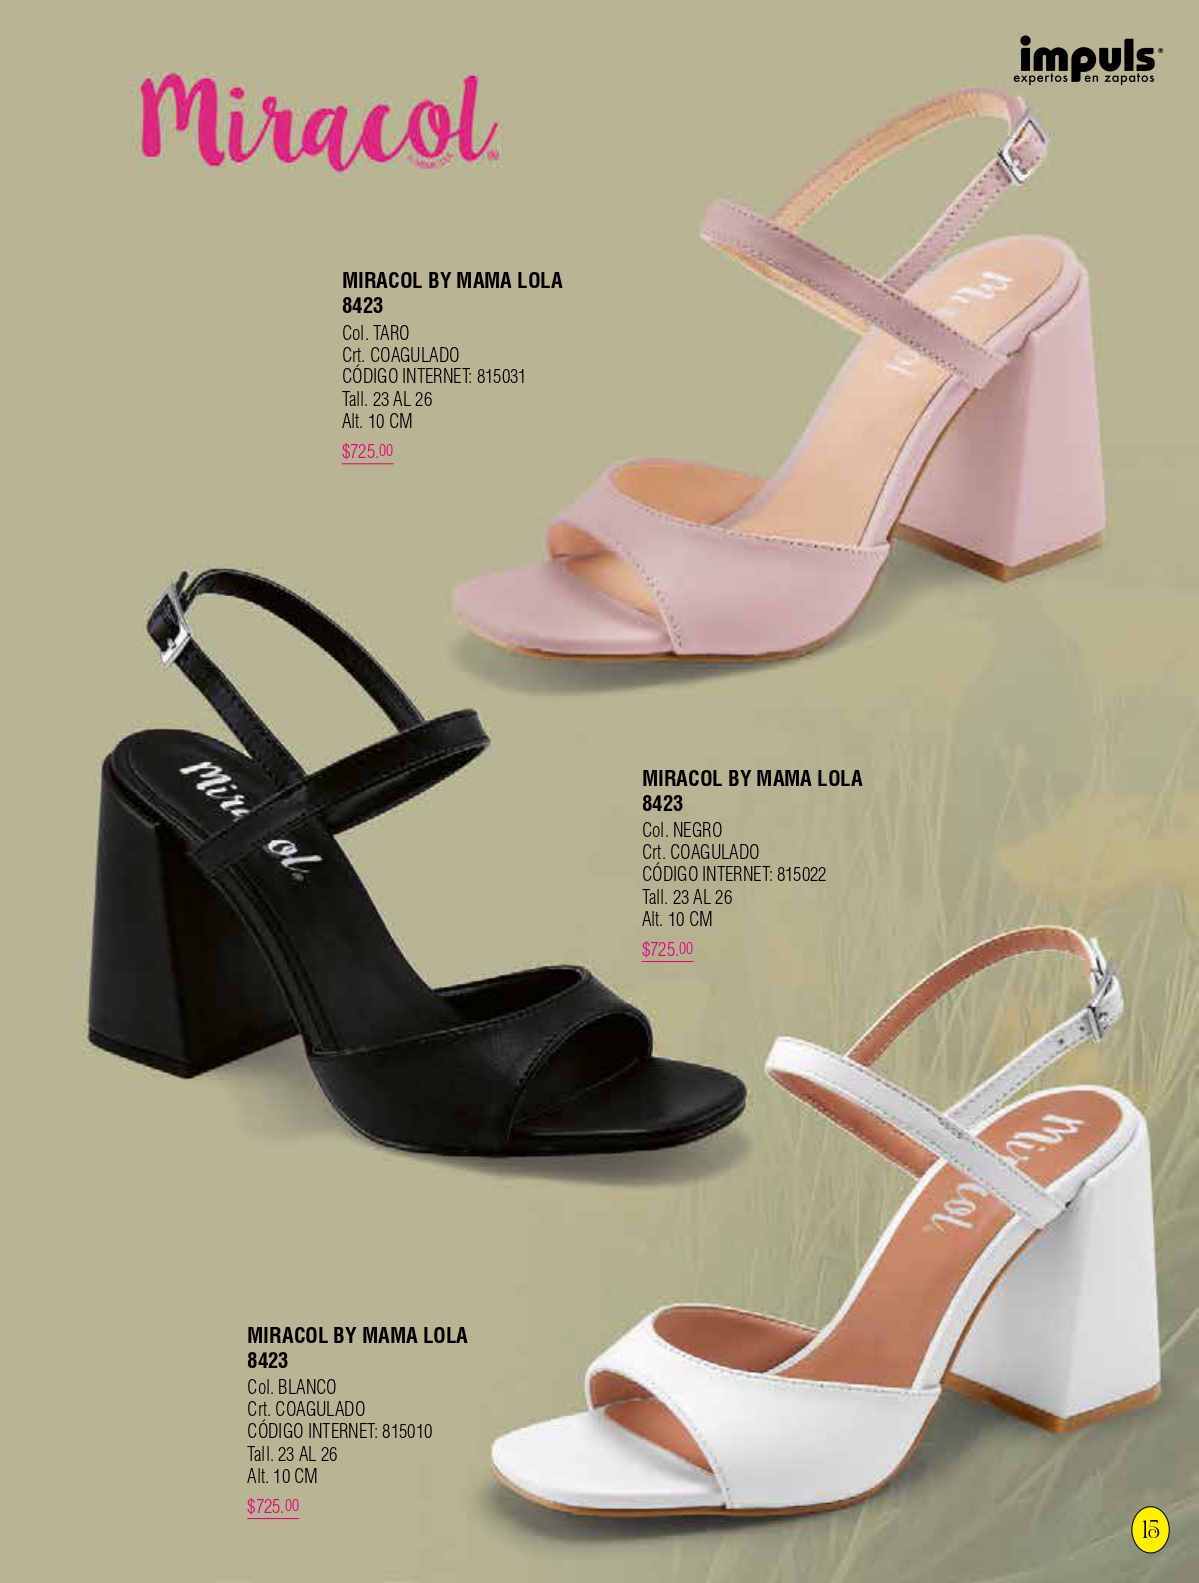 impuls®
expertos en zapatos
Miracol®
MIRACOL BY MAMA LOLA
8423
Col. TARO
Crt. COAGULADO
CÓDIGO INTERNET: 815031
Tall. 23 AL 26
Alt. 10 CM
$725.00
Miracol
MIRACOL BY MAMA LOLA
8423
Col. NEGRO
Crt. COAGULADO
CÓDIGO INTERNET: 815022
Tall. 23 AL 26
Alt. 10 CM
$725.00
MIRACOL BY MAMA LOLA
8423
Col. BLANCO
Crt. COAGULADO
CÓDIGO INTERNET: 815010
Tall. 23 AL 26
Alt. 10 CM
$725.00
15